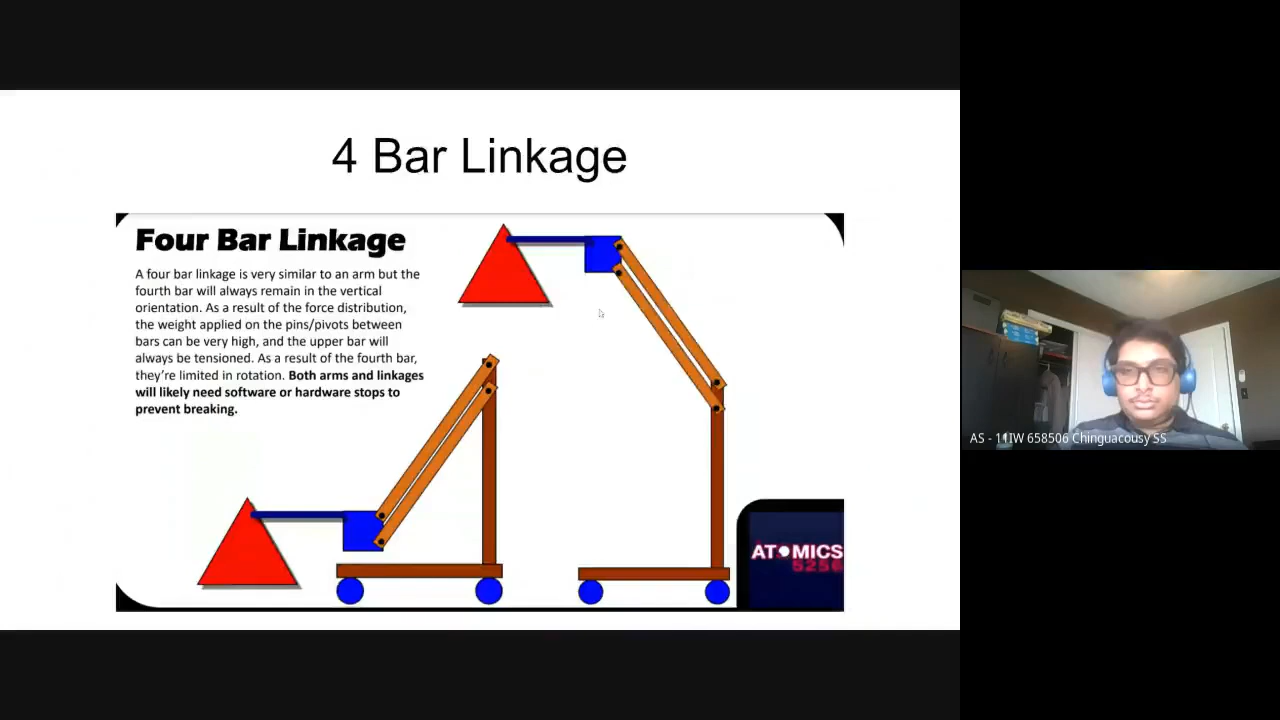 4 Bar Linkage
Four Bar Linkage
A four bar linkage is very similar to an arm but the
fourth bar will always remain in the vertical
orientation. As a result of the force distribution,
the weight applied on the pins/pivots between
bars can be very high, and the upper bar will
always be tensioned. As a result of the fourth bar,
they're limited in rotation. Both arms and linkages
will likely need software or hardware stops to
prevent breaking.
ATOMICS
5256
AS - 11IW 658506 Chinguacousy SS